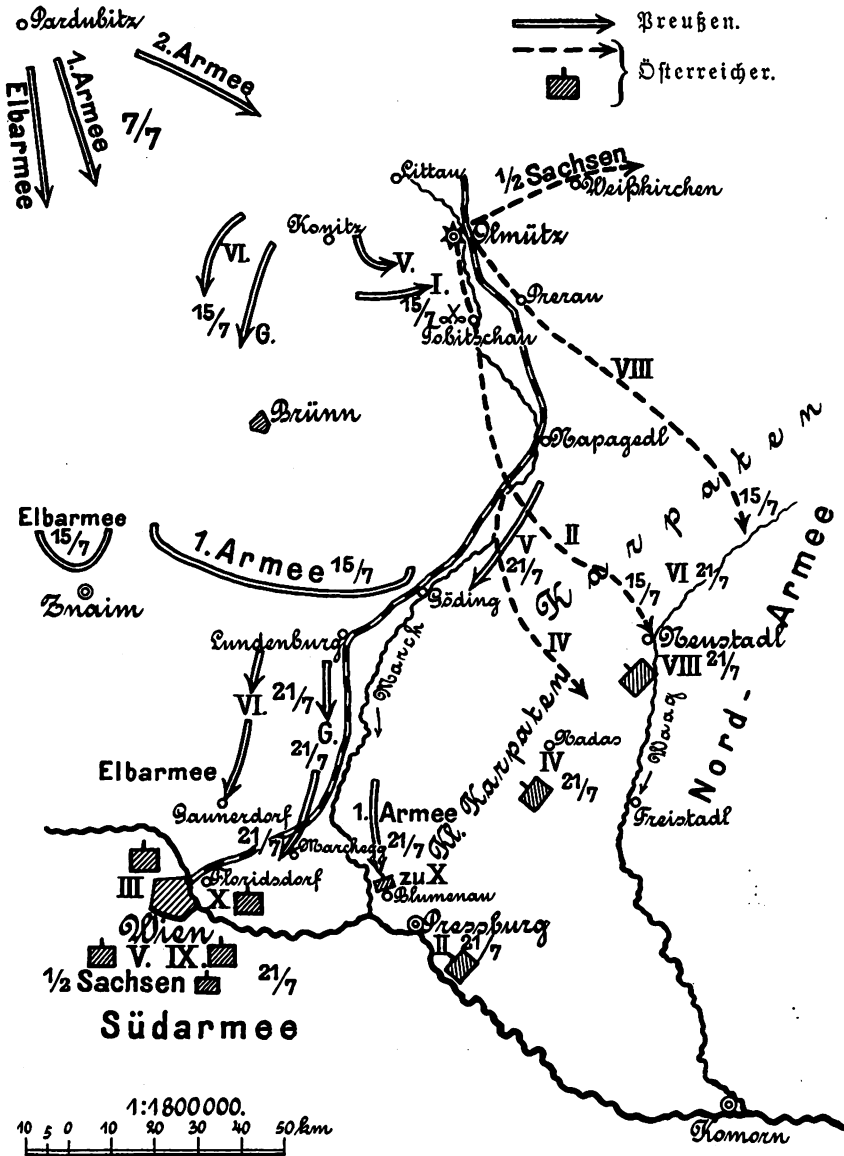 Pardubitz
Preußen.
Österreicher.
2. Armee
1. Armee
Elbarmee
7/7
Littau
1/2 Sachsen
Weißkirchen
Konitz
Olmütz
VI.
V.
I.
15/7
G.
15/7
Prerau
Tobitschau
VIII
Brünn
Napagedl
Karpaten
15/7
Elbarmee
15/7
1. Armee 15/7
Znaim
V
21/7
II
15/7
VI 21/7
Göding
Lundenburg
March
IV
Neustadl
VIII 21/7
Nord-Armee
VI.
21/7
G.
21/7
Kl. Karpaten
Nadas
IV
21/7
Waag
Freistadl
Elbarmee
Gaunerdorf
21/7
Marchegg
1. Armee
21/7
zu X
Blumenau
III
Floridsdorf
X
Wien
Pressburg
II 21/7
V. IX.
1/2 Sachsen
21/7
Südarmee
1:1800000.
10 5 0 10 20 30 40 50 km
Komorn